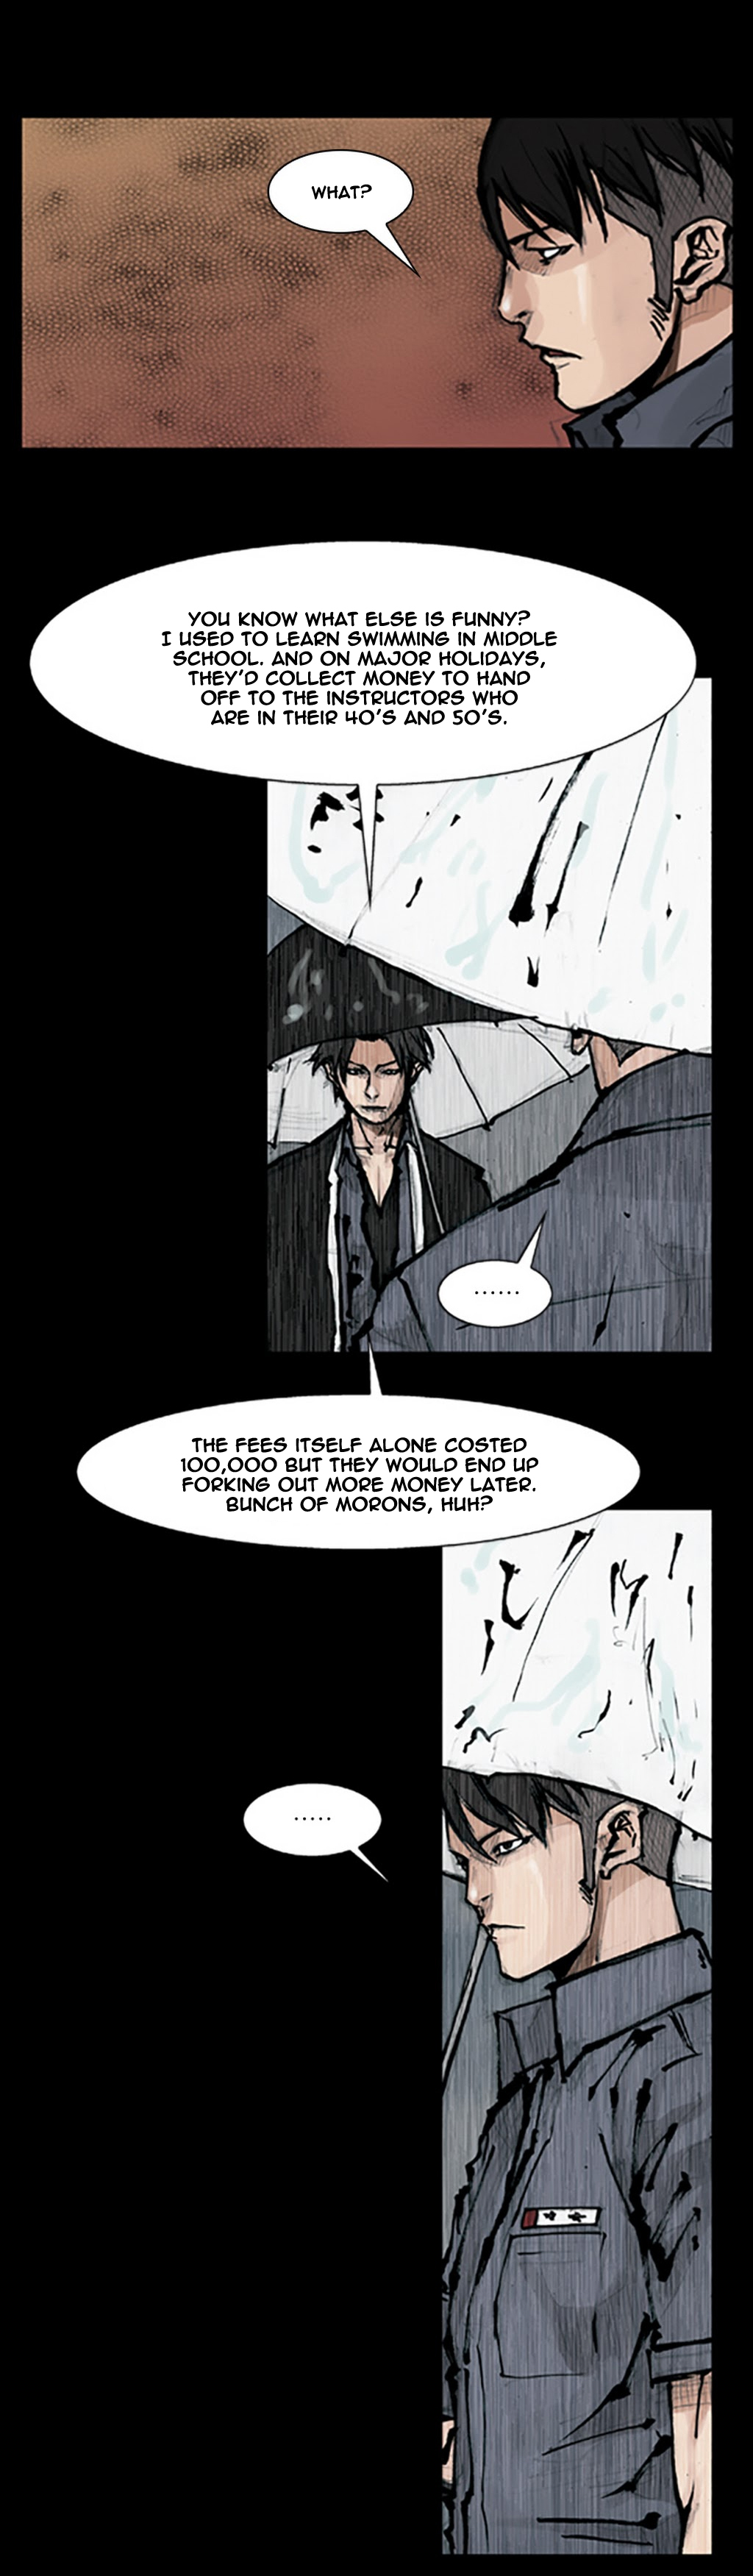 WHAT?
YOU KNOW WHAT ELSE IS FUNNY?
I USED TO LEARN SWIMMING IN MIDDLE
SCHOOL. AND ON MAJOR HOLIDAYS,
THEY'D COLLECT MONEY TO HAND
OFF TO THE INSTRUCTORS WHO
ARE IN THEIR 40'S AND 50'S.
......
THE FEES ITSELF ALONE COSTED
100,000 BUT THEY WOULD END UP
FORKING OUT MORE MONEY LATER.
BUNCH OF MORONS, HUH?
.....